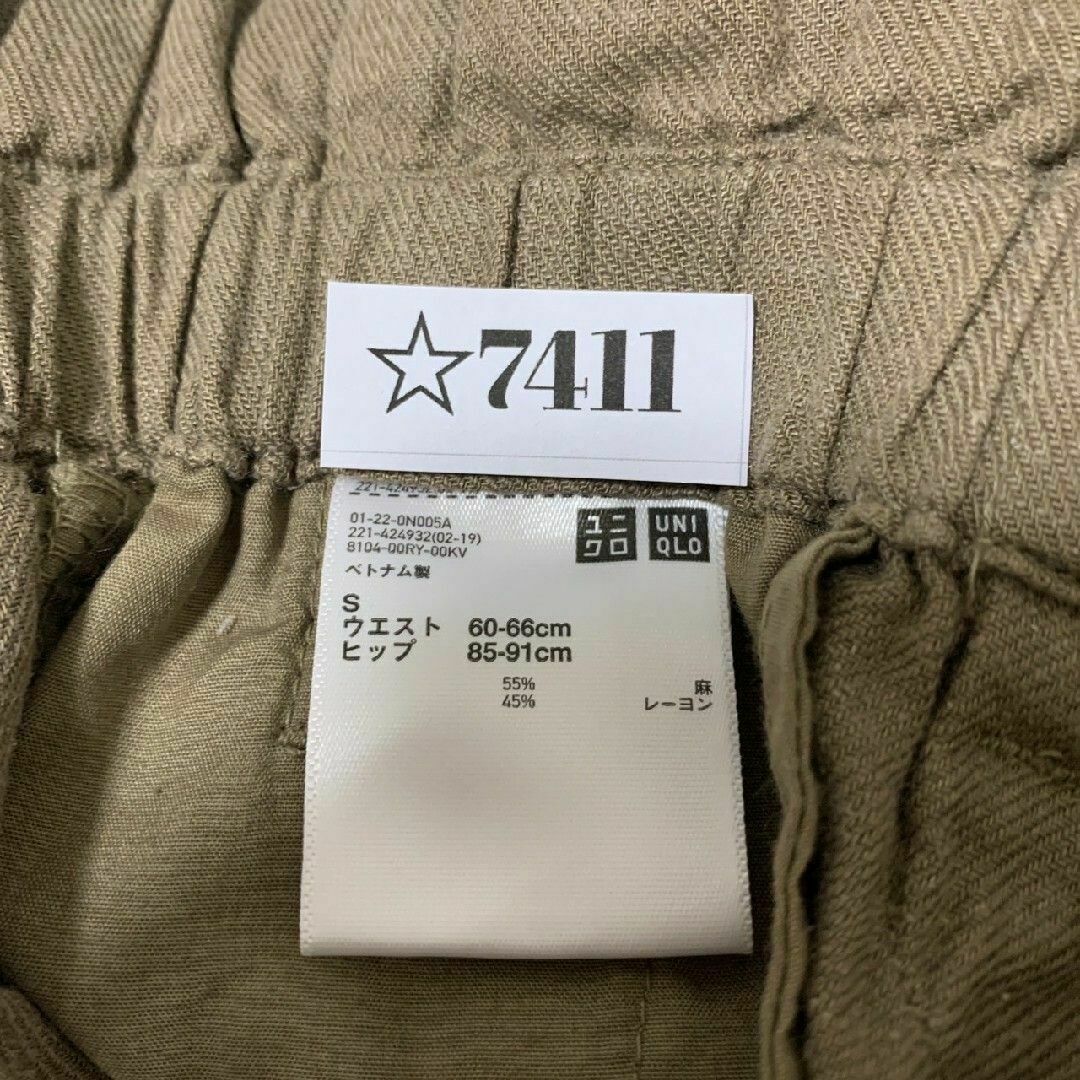 ☆7411
221-424932
01-22-0N005A
221-424932(02-19)
8104-00RY-00KV
ベトナム製
ユニクロ
UNIQLO
S
ウエスト 60-66cm
ヒップ 85-91cm
55% 麻
45% レーヨン